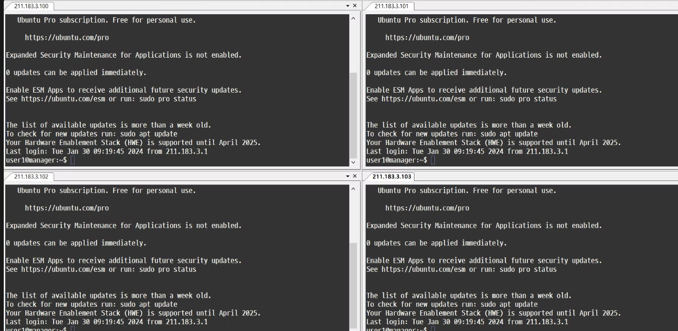 211.183.3.100
Ubuntu Pro subscription. Free for personal use.
https://ubuntu.com/pro
Expanded Security Maintenance for Applications is not enabled.
0 updates can be applied immediately.
Enable ESM Apps to receive additional future security updates.
See https://ubuntu.com/esm or run: sudo pro status
The list of available updates is more than a week old.
To check for new updates run: sudo apt update
Your Hardware Enablement Stack (HWE) is supported until April 2025.
Last login: Tue Jan 30 09:19:45 2024 from 211.183.3.1
user1@manager:~$
211.183.3.101
Ubuntu Pro subscription. Free for personal use.
https://ubuntu.com/pro
Expanded Security Maintenance for Applications is not enabled.
0 updates can be applied immediately.
Enable ESM Apps to receive additional future security updates.
See https://ubuntu.com/esm or run: sudo pro status
The list of available updates is more than a week old.
To check for new updates run: sudo apt update
Your Hardware Enablement Stack (HWE) is supported until April 2025.
Last login: Tue Jan 30 09:19:45 2024 from 211.183.3.1
user1@manager:~$
211.183.3.102
Ubuntu Pro subscription. Free for personal use.
https://ubuntu.com/pro
Expanded Security Maintenance for Applications is not enabled.
0 updates can be applied immediately.
Enable ESM Apps to receive additional future security updates.
See https://ubuntu.com/esm or run: sudo pro status
The list of available updates is more than a week old.
To check for new updates run: sudo apt update
Your Hardware Enablement Stack (HWE) is supported until April 2025.
Last login: Tue Jan 30 09:19:45 2024 from 211.183.3.1
user1@manager:~$
211.183.3.103
Ubuntu Pro subscription. Free for personal use.
https://ubuntu.com/pro
Expanded Security Maintenance for Applications is not enabled.
0 updates can be applied immediately.
Enable ESM Apps to receive additional future security updates.
See https://ubuntu.com/esm or run: sudo pro status
The list of available updates is more than a week old.
To check for new updates run: sudo apt update
Your Hardware Enablement Stack (HWE) is supported until April 2025.
Last login: Tue Jan 30 09:19:45 2024 from 211.183.3.1
user1@manager:~$